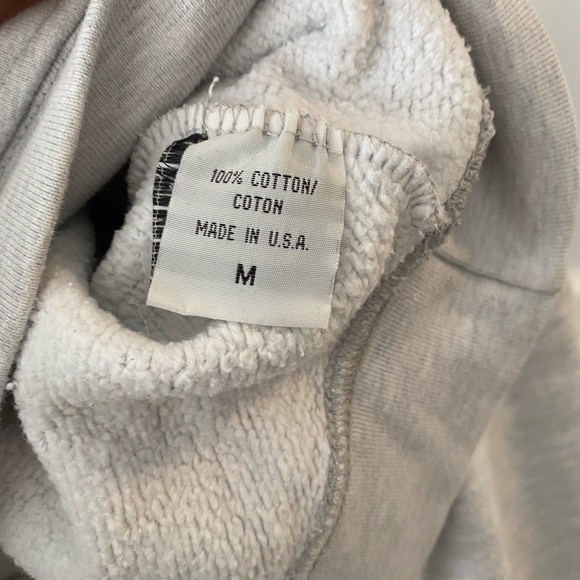 100% COTTON/
COTON
MADE IN U.S.A.
M